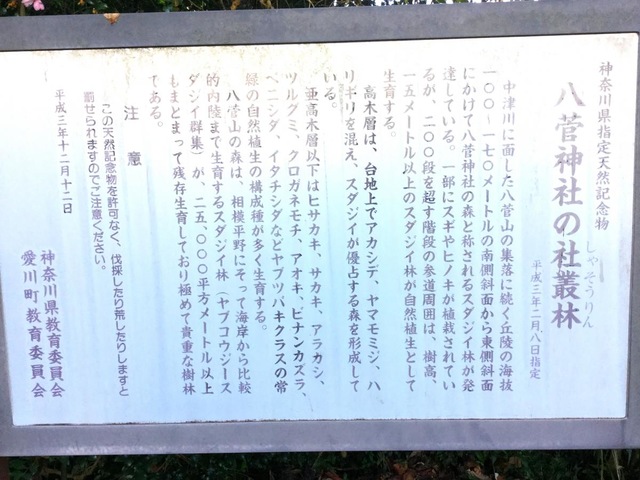 神奈川県指定天然記念物
八菅神社の社叢林
しゃそうりん
平成三年二月八日指定
中津川に面した八菅山の集落に続く丘陵の海抜
一〇〇～一七〇メートルの南側斜面から東側斜面
にかけて八菅神社の森と称されるスダジイ林が発
達している。一部にスギやヒノキが植栽されてい
るが、二〇〇段を超す階段の参道周囲は、樹高、
一五メートル以上のスダジイ林が自然植生として
生育する。
高木層は、台地上でアカシデ、ヤマモミジ、ハ
リギリを混え、スダジイが優占する森を形成して
いる。
亜高木層以下はヒサカキ、サカキ、アラカシ、
ツルグミ、クロガネモチ、アオキ、ビナンカズラ、
ベニシダ、イタチシダなどヤブツバキクラスの常
緑の自然植生の構成種が多く生育する。
八菅山の森は、相模平野にそって海岸から比較
的内陸まで生育するスダジイ林（ヤブコウジース
ダジイ群集）が、二五、〇〇〇平方メートル以上
もまとまって残存生育しており極めて貴重な樹林
である。
注意
この天然記念物を許可なく、伐採したり荒したりしますと
罰せられますのでご注意ください。
平成三年十二月十二日
神奈川県教育委員会
愛川町教育委員会